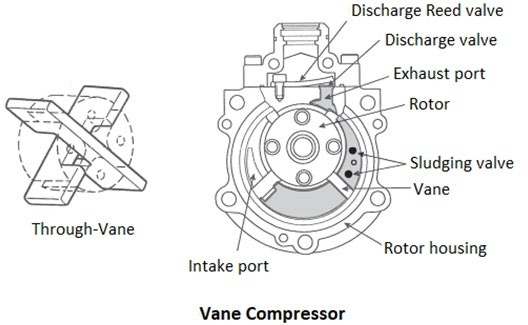 Discharge Reed valve
Discharge valve
Exhaust port
Rotor
Sludging valve
Vane
Rotor housing
Intake port
Through-Vane
Vane Compressor